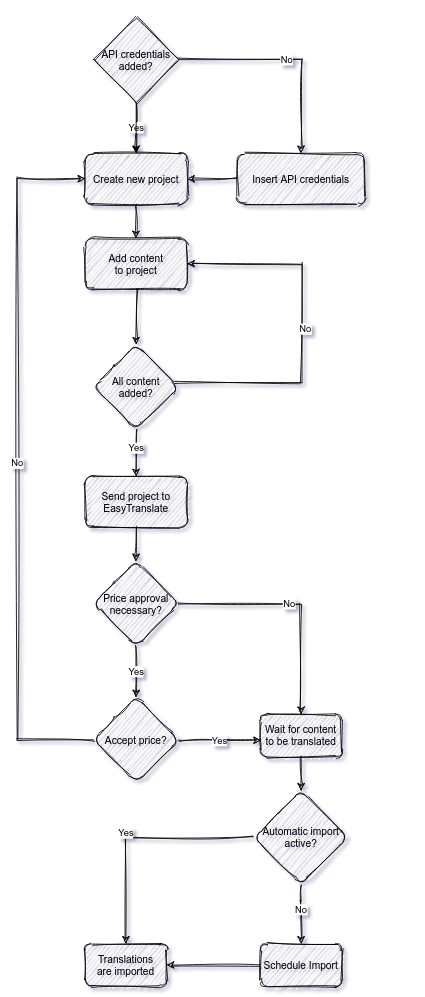 API credentials
added?
No
Yes
Create new project
Insert API credentials
Add content
to project
No
All content
added?
Yes
No
Send project to
EasyTranslate
Price approval
necessary?
No
Yes
Accept price?
Yes
Wait for content
to be translated
Automatic import
active?
Yes
No
Translations
are imported
Schedule Import